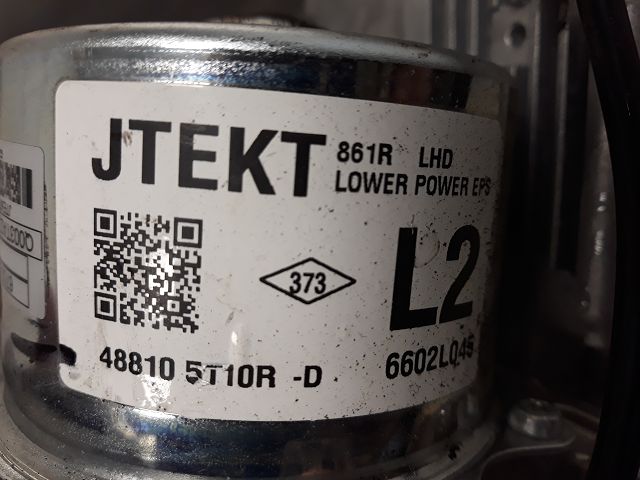 JTEKT
861R LHD
LOWER POWER EPS
373
L2
48810 5T10R -D
6602L045